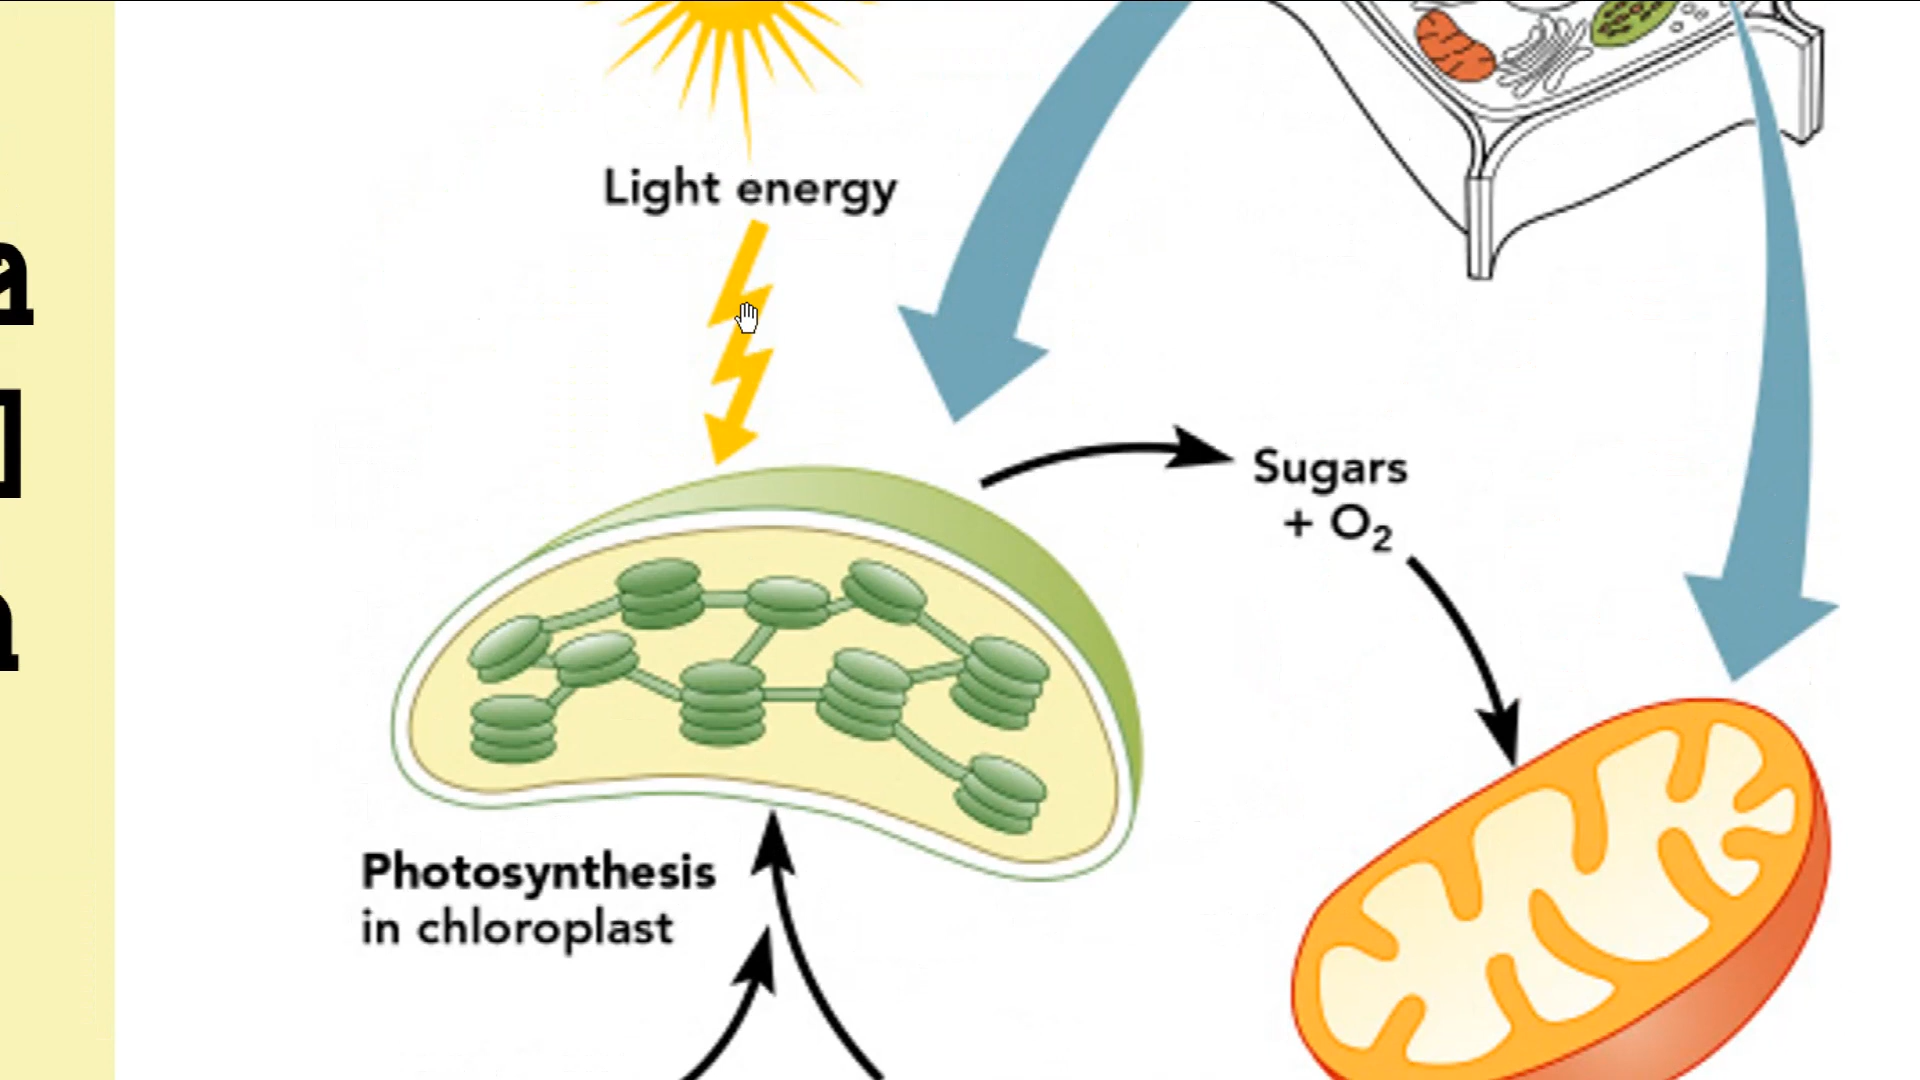 Light energy
Sugars
+ O₂
Photosynthesis
in chloroplast